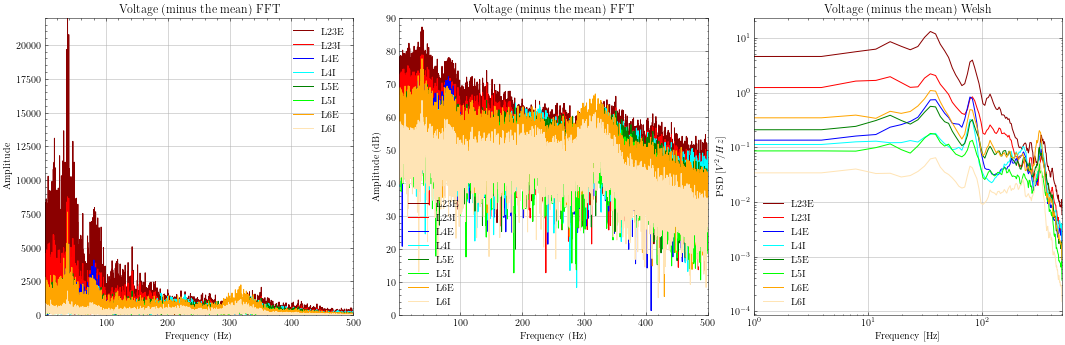 Voltage (minus the mean) FFT
Amplitude
22500
20000
17500
15000
12500
10000
7500
5000
2500
0
100
200
300
400
500
Frequency (Hz)
L23E
L23I
L4E
L4I
L5E
L5I
L6E
L6I
Voltage (minus the mean) FFT
Amplitude (dB)
90
80
70
60
50
40
30
20
10
0
100
200
300
400
500
Frequency (Hz)
L23E
L23I
L4E
L4I
L5E
L5I
L6E
L6I
Voltage (minus the mean) Welsh
PSD [V²/Hz]
10¹
10⁰
10⁻¹
10⁻²
10⁻³
10⁻⁴
10⁰
10¹
10²
Frequency [Hz]
L23E
L23I
L4E
L4I
L5E
L5I
L6E
L6I